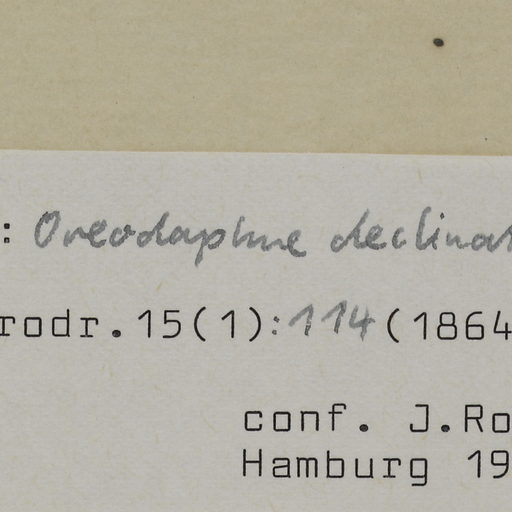 : Oreodaphne declinat
rodr.15(1):114(1864
conf. J.Ro
Hamburg 19